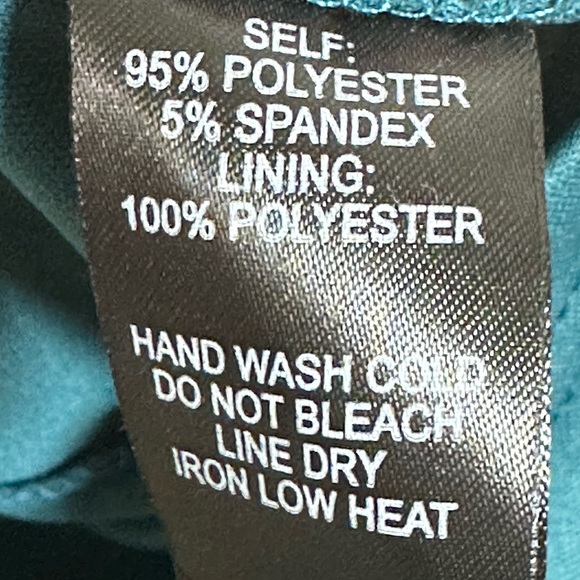 SELF:
95% POLYESTER
5% SPANDEX
LINING:
100% POLYESTER
HAND WASH COLD
DO NOT BLEACH
LINE DRY
IRON LOW HEAT